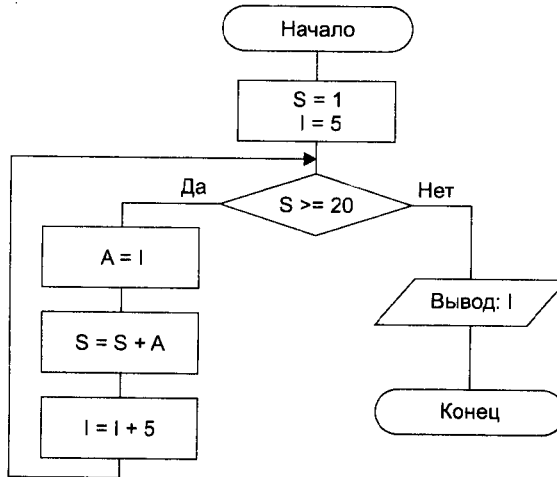 Начало
S = 1
I = 5
S >= 20
Да
Нет
A = I
S = S + A
I = I + 5
Вывод: I
Конец